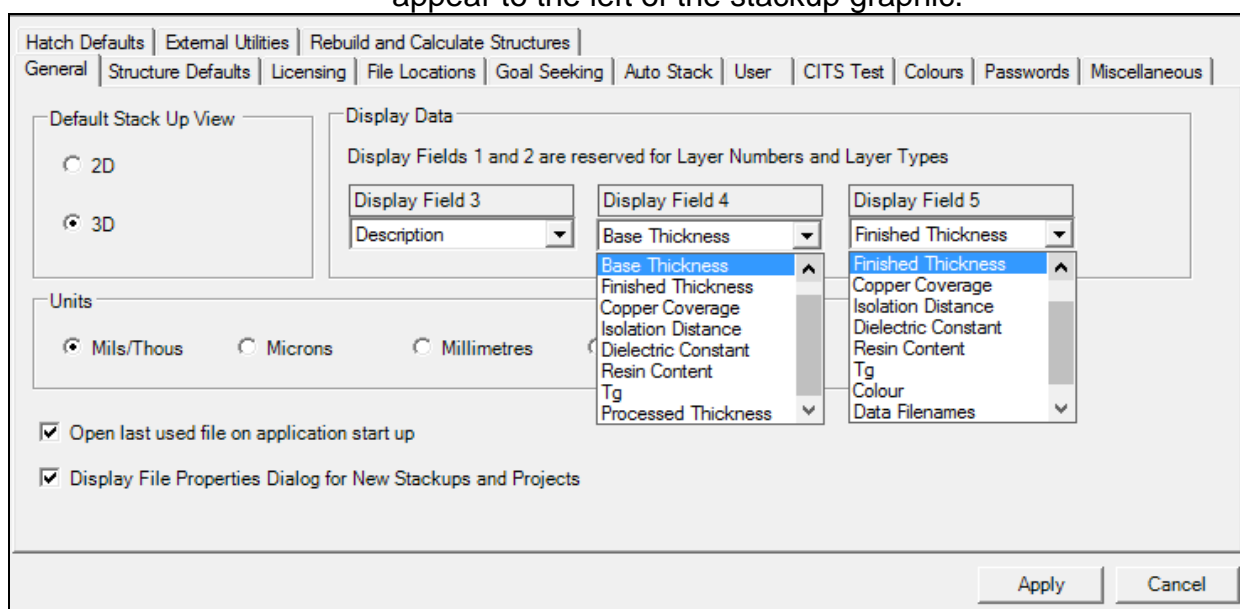 appear to the left of the stackup graphic.
Hatch Defaults External Utilities Rebuild and Calculate Structures
General Structure Defaults Licensing File Locations Goal Seeking Auto Stack User CITS Test Colours Passwords Miscellaneous
Default Stack Up View
2D
3D
Display Data
Display Fields 1 and 2 are reserved for Layer Numbers and Layer Types
Display Field 3
Description
Display Field 4
Base Thickness
Base Thickness
Finished Thickness
Copper Coverage
Isolation Distance
Dielectric Constant
Resin Content
Tg
Processed Thickness
Display Field 5
Finished Thickness
Finished Thickness
Copper Coverage
Isolation Distance
Dielectric Constant
Resin Content
Tg
Colour
Data Filenames
Units
Mils/Thous Microns Millimetres
Open last used file on application start up
Display File Properties Dialog for New Stackups and Projects
Apply Cancel